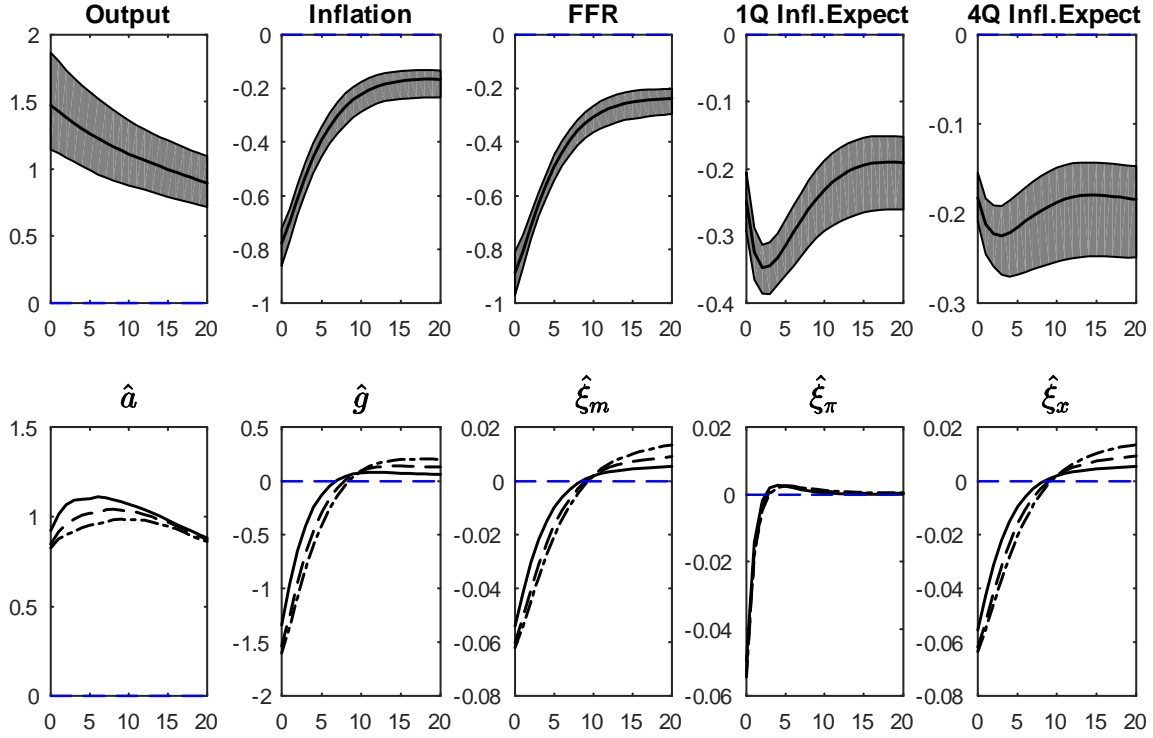 Output Inflation FFR 1Q Infl.Expect 4Q Infl.Expect
2 0 0 0 0
1.5 -0.2 -0.2 -0.1 -0.1
1 -0.4 -0.4 -0.2 -0.2
0.5 -0.6 -0.6 -0.3 -0.3
0 -0.8 -0.8 -0.4
-1 -1
0 5 10 15 20 0 5 10 15 20 0 5 10 15 20 0 5 10 15 20 0 5 10 15 20
â ĝ ξ̂m ξ̂π ξ̂x
1.5 0.5 0.02 0.02 0.02
1 0 0 0 0
0.5 -0.5 -0.02 -0.02 -0.02
0 -1 -0.04 -0.04 -0.04
-1.5 -0.06 -0.06 -0.06
-2 -0.08 -0.08
0 5 10 15 20 0 5 10 15 20 0 5 10 15 20 0 5 10 15 20 0 5 10 15 20